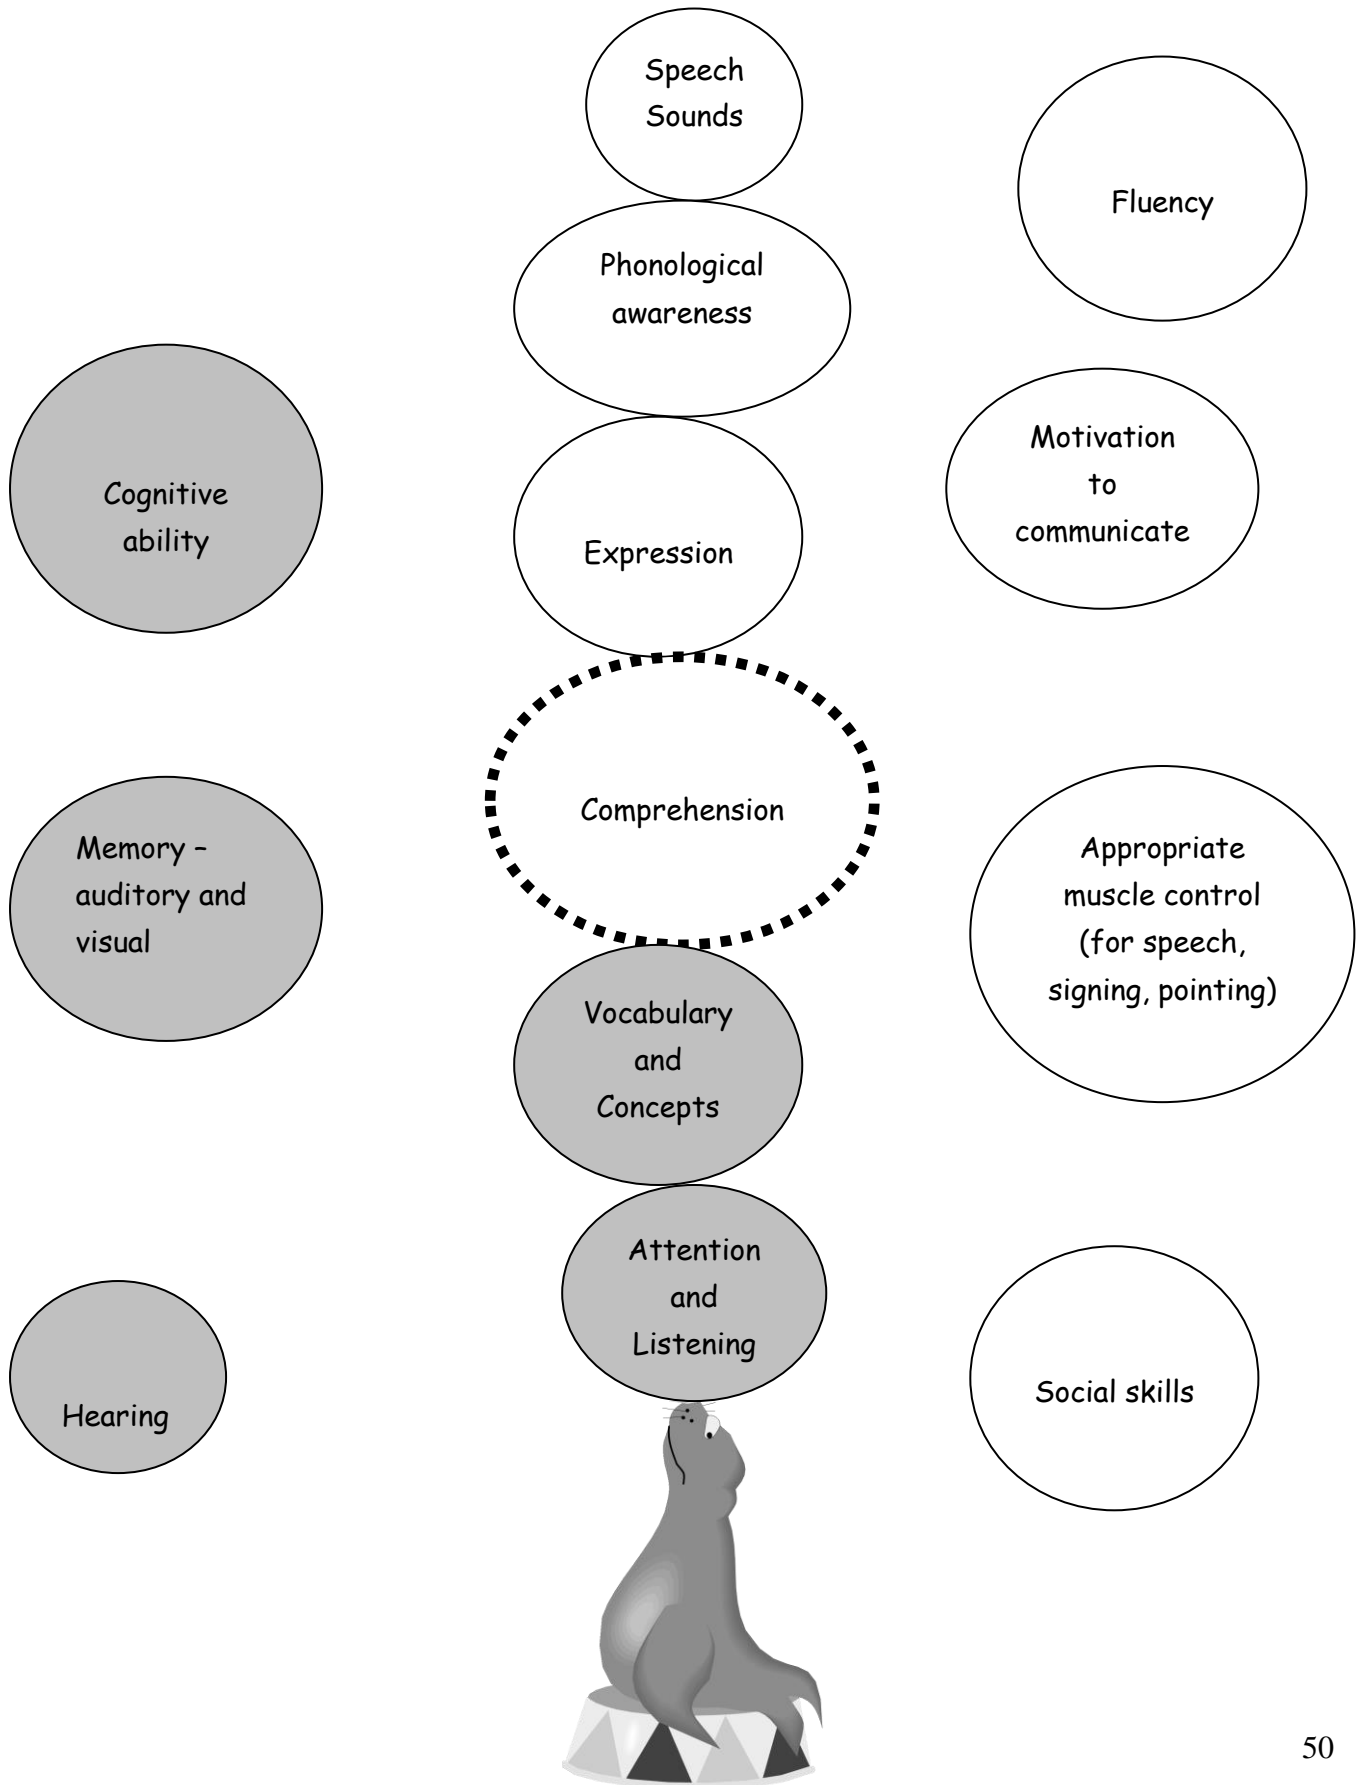 Speech
Sounds
Fluency
Phonological
awareness
Motivation
to
communicate
Cognitive
ability
Expression
Comprehension
Memory –
auditory and
visual
Appropriate
muscle control
(for speech,
signing, pointing)
Vocabulary
and
Concepts
Attention
and
Listening
Hearing
Social skills
50